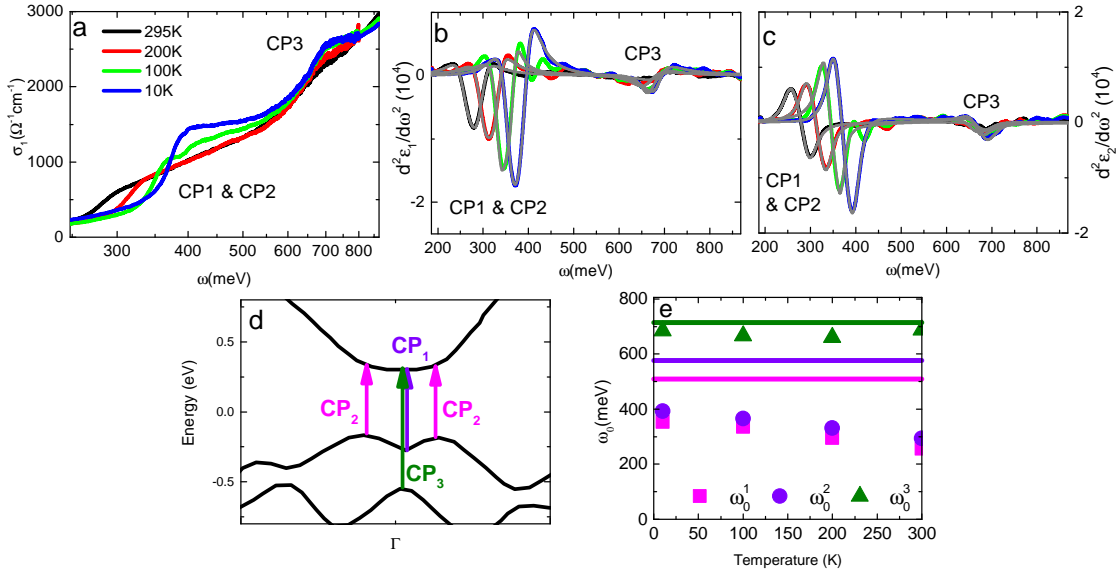 a
CP3
295K
200K
100K
10K
CP1 & CP2
3000
2000
1000
0
σ₁(Ω⁻¹cm⁻¹)
300 400 500 600 700 800
ω(meV)
b
CP3
CP1 & CP2
0
-2
d²ε₁/dω² (10⁴)
200 300 400 500 600 700 800
ω(meV)
c
CP3
CP1
& CP2
2
1
0
-1
-2
d²ε₂/dω² (10⁴)
200 300 400 500 600 700 800
ω(meV)
d
CP₁
CP₂
CP₂
CP₃
0.5
0.0
-0.5
Energy (eV)
Γ
e
800
600
400
200
0
ω₀(meV)
ω₀¹ ω₀² ω₀³
0 50 100 150 200 250 300
Temperature (K)